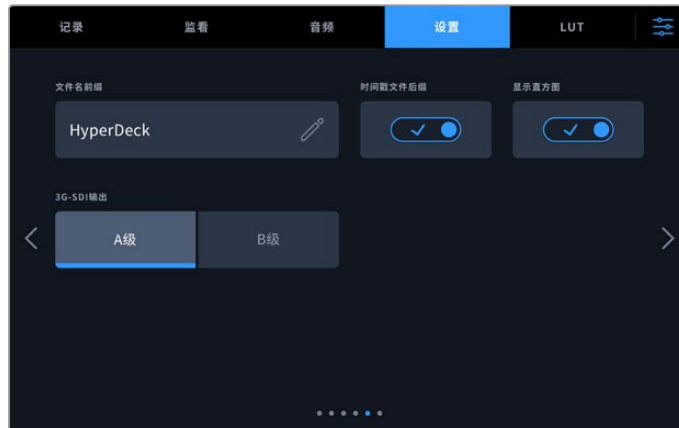 记录 监看 音频 设置 LUT
文件名前缀 时间戳文件后缀 显示直方图
HyperDeck
3G-SDI输出
A级 B级